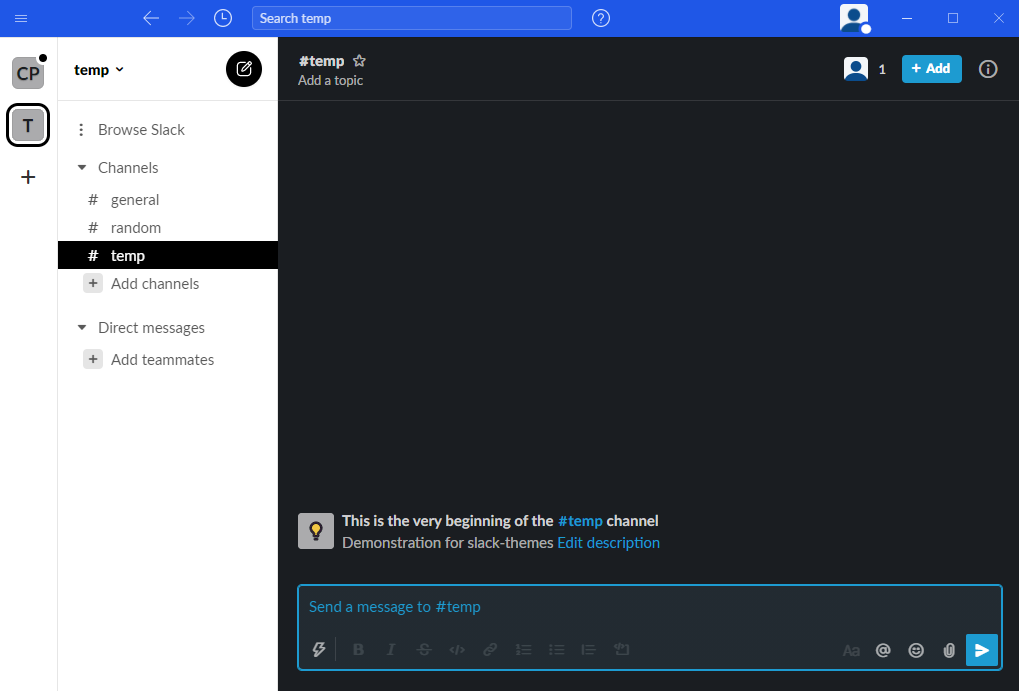 Search temp
CP
T
temp
Browse Slack
Channels
# general
# random
# temp
+ Add channels
Direct messages
+ Add teammates
#temp
Add a topic
1
+ Add
This is the very beginning of the #temp channel
Demonstration for slack-themes Edit description
Send a message to #temp
B I S </> Aa @